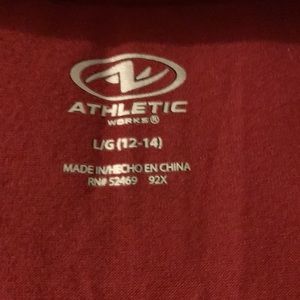 ATHLETIC
WORKS®
L/G (12-14)
MADE IN/HECHO EN CHINA
RN# 52469 92X